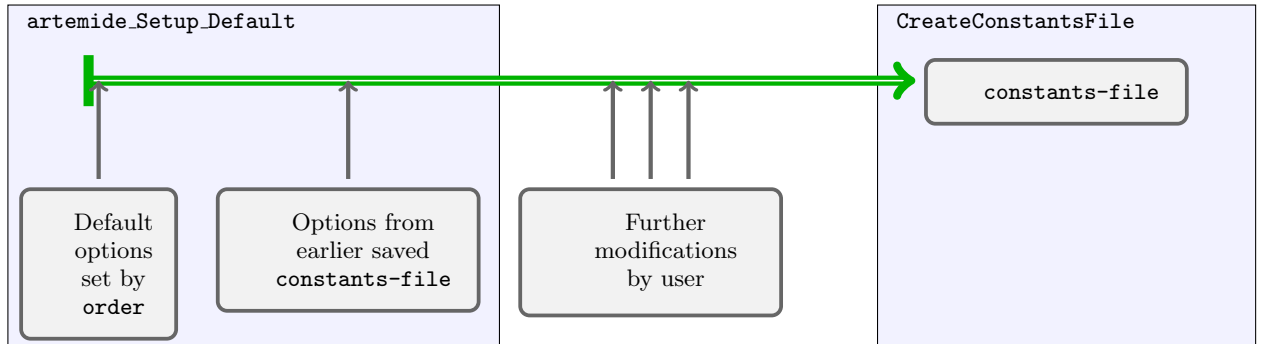 artemide_Setup_Default
CreateConstantsFile
constants-file
Default
options
set by
order
Options from
earlier saved
constants-file
Further
modifications
by user